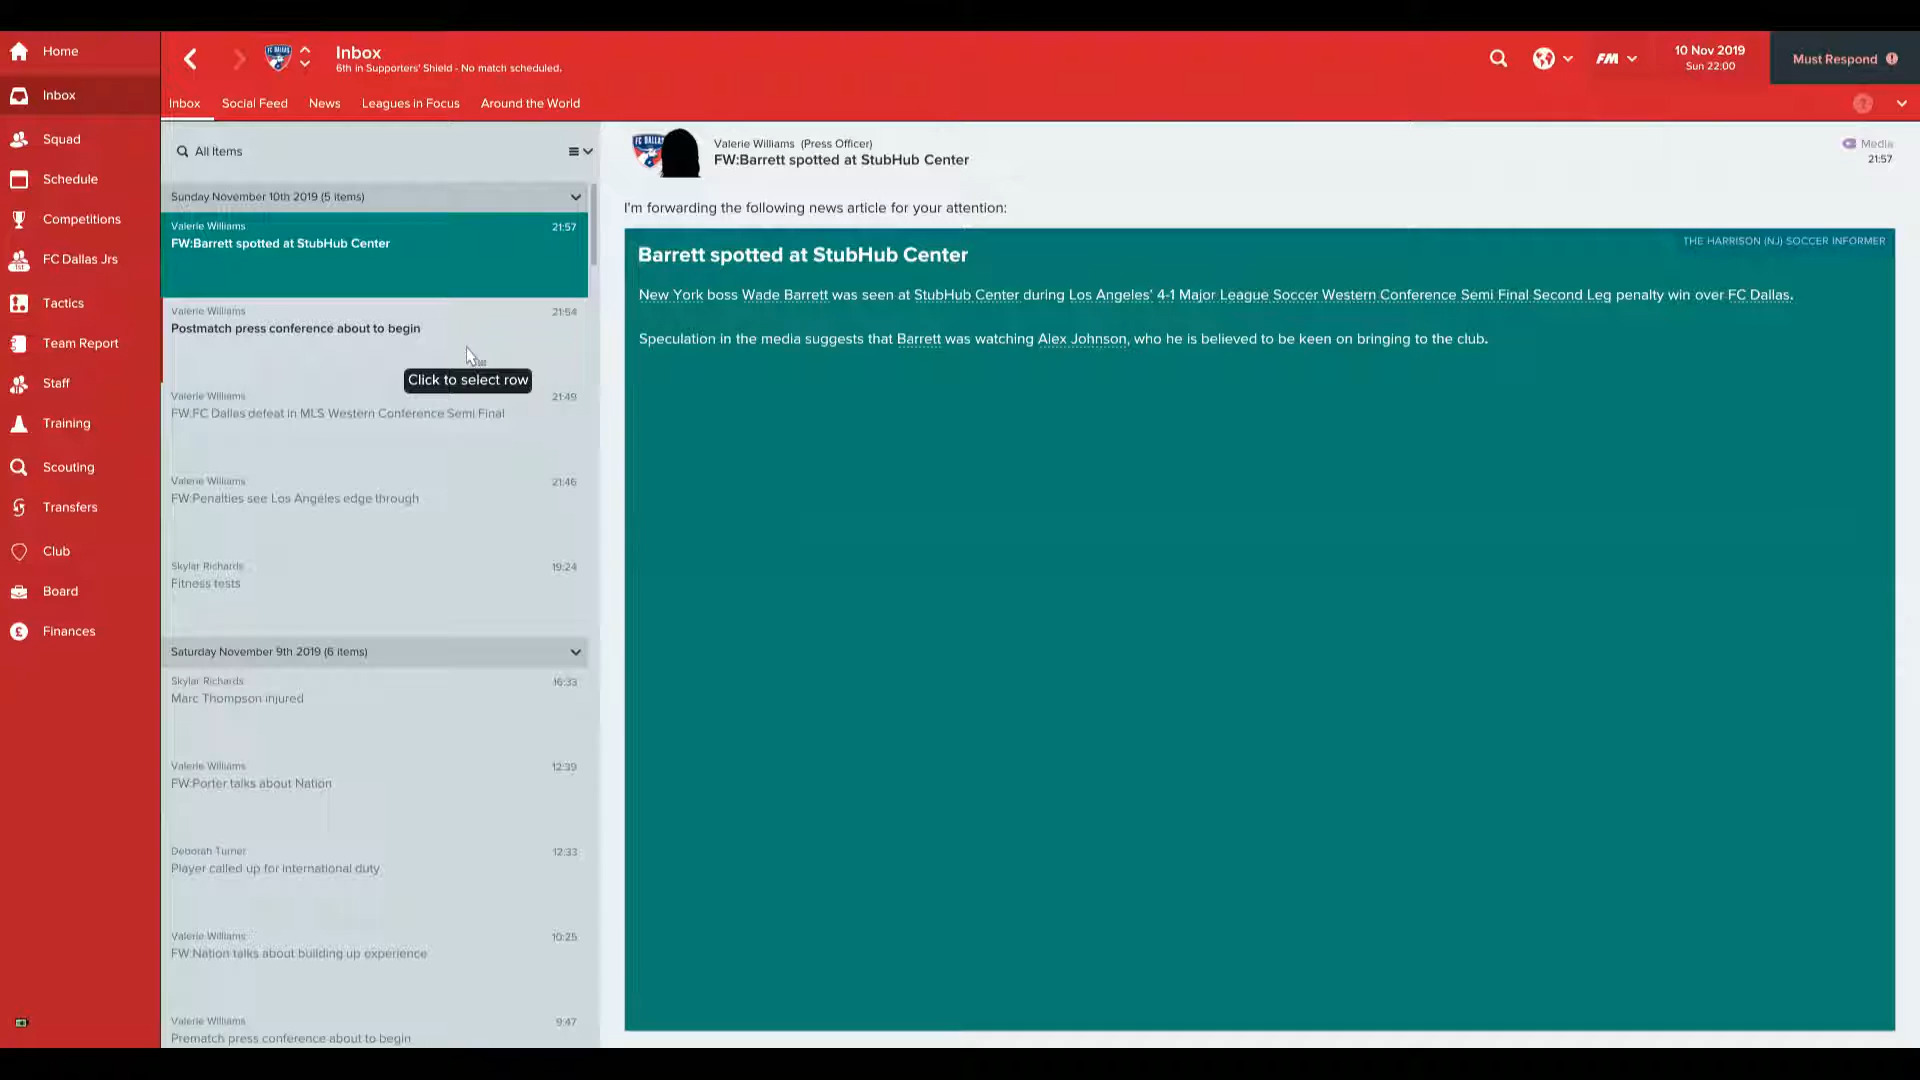 Home
Inbox
Squad
Schedule
Competitions
FC Dallas Jrs
Tactics
Team Report
Staff
Training
Scouting
Transfers
Club
Board
Finances
FC DALLAS
Inbox
6th in Supporters' Shield - No match scheduled.
FM
10 Nov 2019
Sun 22:00
Must Respond
Inbox Social Feed News Leagues in Focus Around the World
All Items
Sunday November 10th 2019 (5 items)
Valerie Williams 21:57
FW:Barrett spotted at StubHub Center
Valerie Williams 21:54
Postmatch press conference about to begin
Click to select row
Valerie Williams 21:49
FW:FC Dallas defeat in MLS Western Conference Semi Final
Valerie Williams 21:46
FW:Penalties see Los Angeles edge through
Skylar Richards 19:24
Fitness tests
Saturday November 9th 2019 (6 items)
Skylar Richards 16:33
Marc Thompson injured
Valerie Williams 12:39
FW:Porter talks about Nation
Deborah Turner 12:33
Player called up for international duty
Valerie Williams 10:25
FW:Nation talks about building up experience
Valerie Williams 9:47
Prematch press conference about to begin
FC DALLAS
Valerie Williams (Press Officer)
FW:Barrett spotted at StubHub Center
Media
21:57
I'm forwarding the following news article for your attention:
THE HARRISON (NJ) SOCCER INFORMER
Barrett spotted at StubHub Center
New York boss Wade Barrett was seen at StubHub Center during Los Angeles' 4-1 Major League Soccer Western Conference Semi Final Second Leg penalty win over FC Dallas.
Speculation in the media suggests that Barrett was watching Alex Johnson, who he is believed to be keen on bringing to the club.